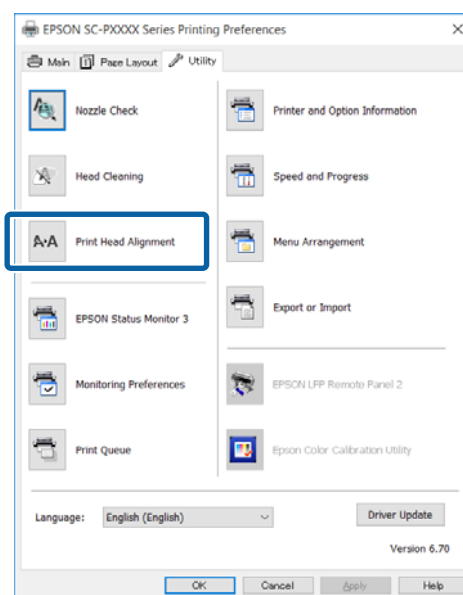 EPSON SC-PXXXX Series Printing Preferences
Main Page Layout Utility
Nozzle Check
Printer and Option Information
Head Cleaning
Speed and Progress
A›A Print Head Alignment
Menu Arrangement
EPSON Status Monitor 3
Export or Import
Monitoring Preferences
EPSON LFP Remote Panel 2
Print Queue
Epson Color Calibration Utility
Language: English (English)
Driver Update
Version 6.70
OK Cancel Apply Help